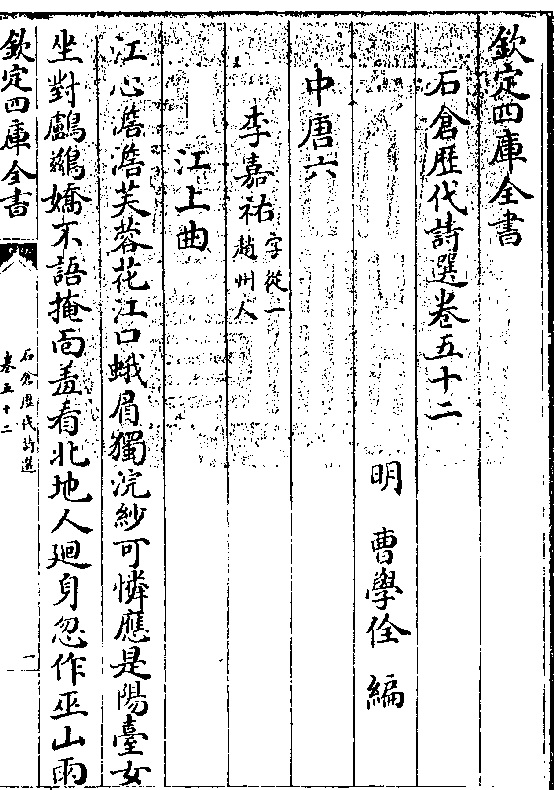 欽定四庫全書
石倉歴代詩選卷五十二
明 曹學佺 編
中唐六
李嘉祐字從一趙州人
江上曲
江心澹澹芙蓉花江口蛾眉獨浣紗可憐應是陽臺女
坐對鸕鷀嬌不語掩面羞看北地人廻身忽作巫山雨
欽定四庫全書
石倉歴代詩選
卷五十二
一